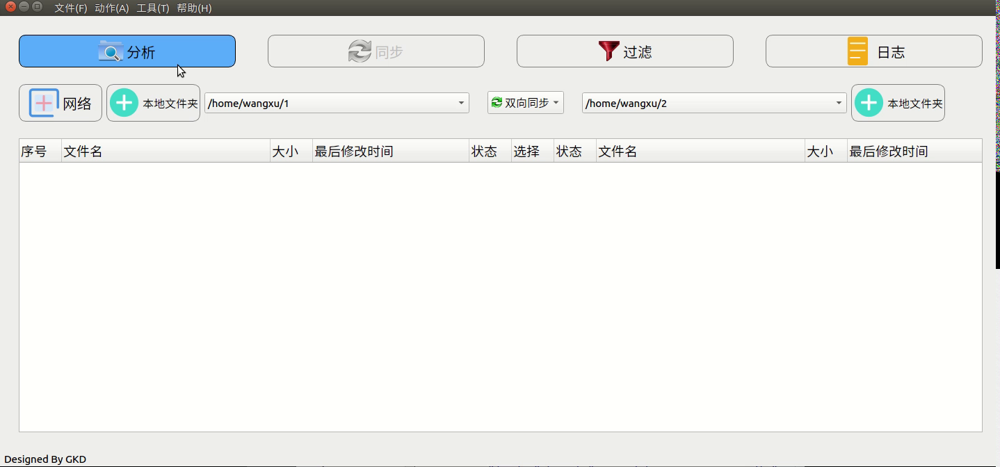 文件(F) 动作(A) 工具(T) 帮助(H)
分析 同步 过滤 日志
网络 本地文件夹 /home/wangxu/1 双向同步 /home/wangxu/2 本地文件夹
序号 文件名 大小 最后修改时间 状态 选择 状态 文件名 大小 最后修改时间
Designed By GKD